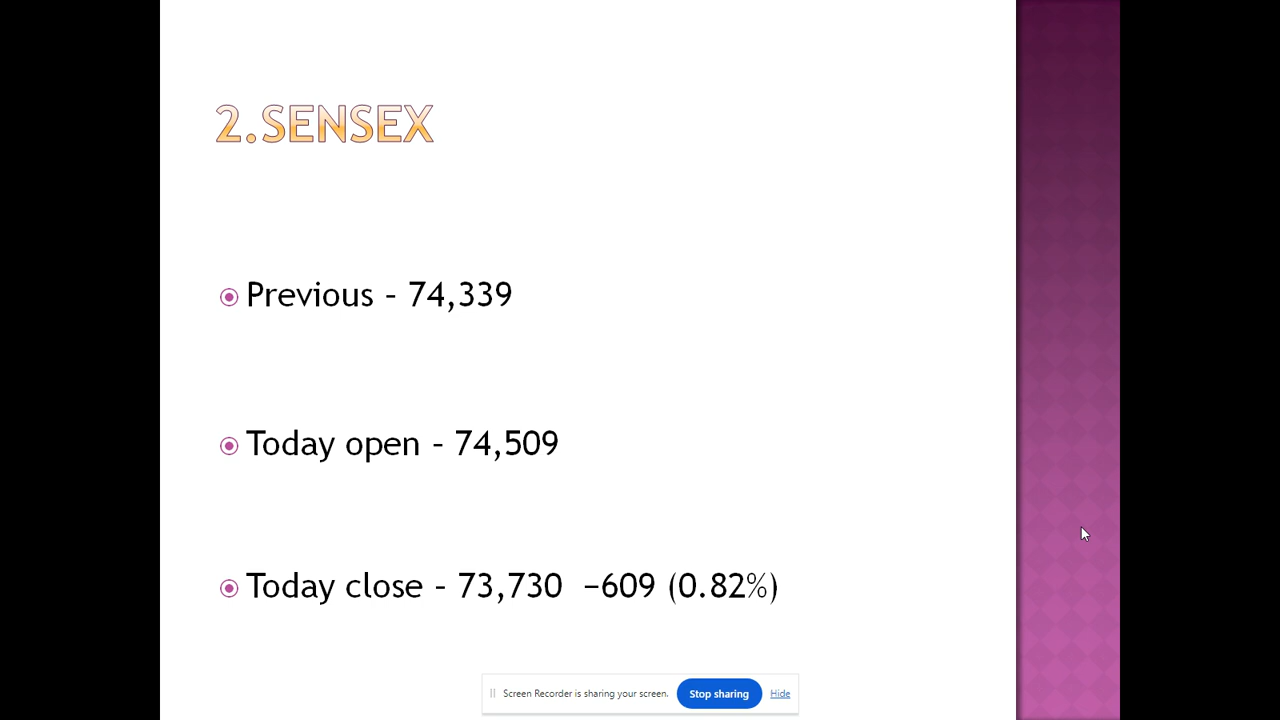 2.SENSEX
Previous – 74,339
Today open – 74,509
Today close – 73,730  −609 (0.82%)
Screen Recorder is sharing your screen. Stop sharing Hide